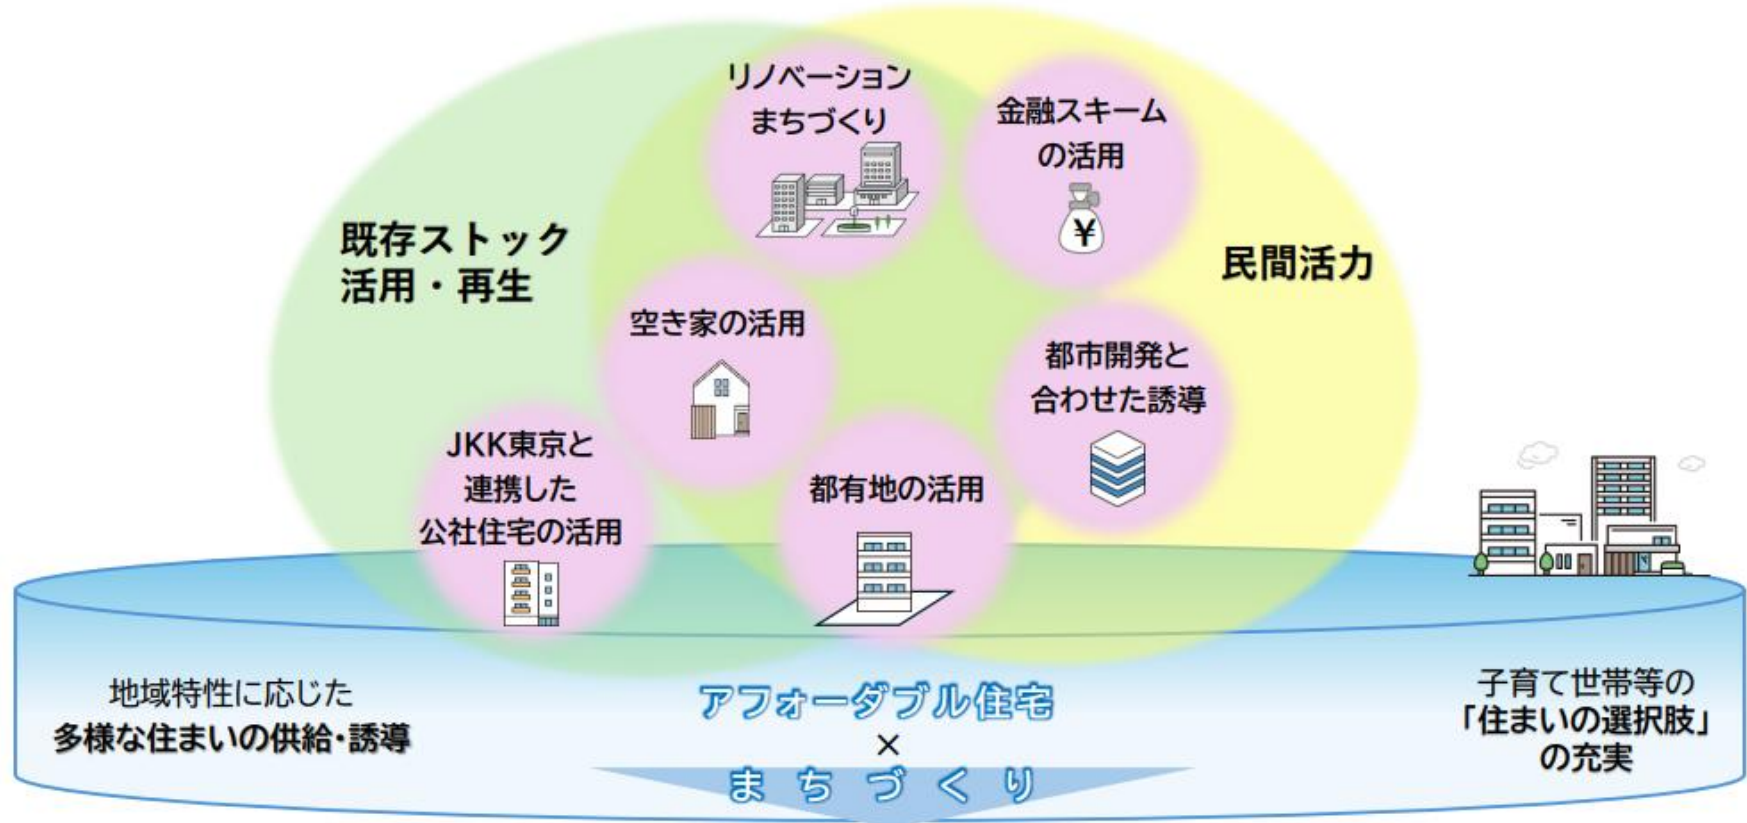 リノベーション
まちづくり
金融スキーム
の活用
¥
既存ストック
活用・再生
民間活力
空き家の活用
都市開発と
合わせた誘導
JKK東京と
連携した
公社住宅の活用
都有地の活用
地域特性に応じた
多様な住まいの供給・誘導
アフォーダブル住宅
×
まちづくり
子育て世帯等の
「住まいの選択肢」
の充実